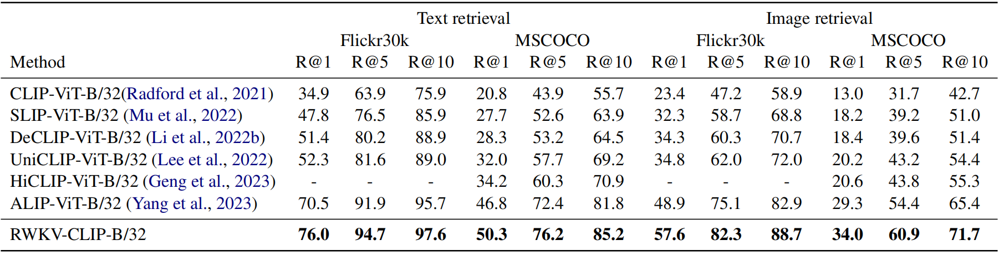 Text retrieval Image retrieval
Flickr30k MSCOCO Flickr30k MSCOCO
Method R@1 R@5 R@10 R@1 R@5 R@10 R@1 R@5 R@10 R@1 R@5 R@10
CLIP-ViT-B/32(Radford et al., 2021) 34.9 63.9 75.9 20.8 43.9 55.7 23.4 47.2 58.9 13.0 31.7 42.7
SLIP-ViT-B/32 (Mu et al., 2022) 47.8 76.5 85.9 27.7 52.6 63.9 32.3 58.7 68.8 18.2 39.2 51.0
DeCLIP-ViT-B/32 (Li et al., 2022b) 51.4 80.2 88.9 28.3 53.2 64.5 34.3 60.3 70.7 18.4 39.6 51.4
UniCLIP-ViT-B/32 (Lee et al., 2022) 52.3 81.6 89.0 32.0 57.7 69.2 34.8 62.0 72.0 20.2 43.2 54.4
HiCLIP-ViT-B/32 (Geng et al., 2023) - - - 34.2 60.3 70.9 - - - 20.6 43.8 55.3
ALIP-ViT-B/32 (Yang et al., 2023) 70.5 91.9 95.7 46.8 72.4 81.8 48.9 75.1 82.9 29.3 54.4 65.4
RWKV-CLIP-B/32 76.0 94.7 97.6 50.3 76.2 85.2 57.6 82.3 88.7 34.0 60.9 71.7